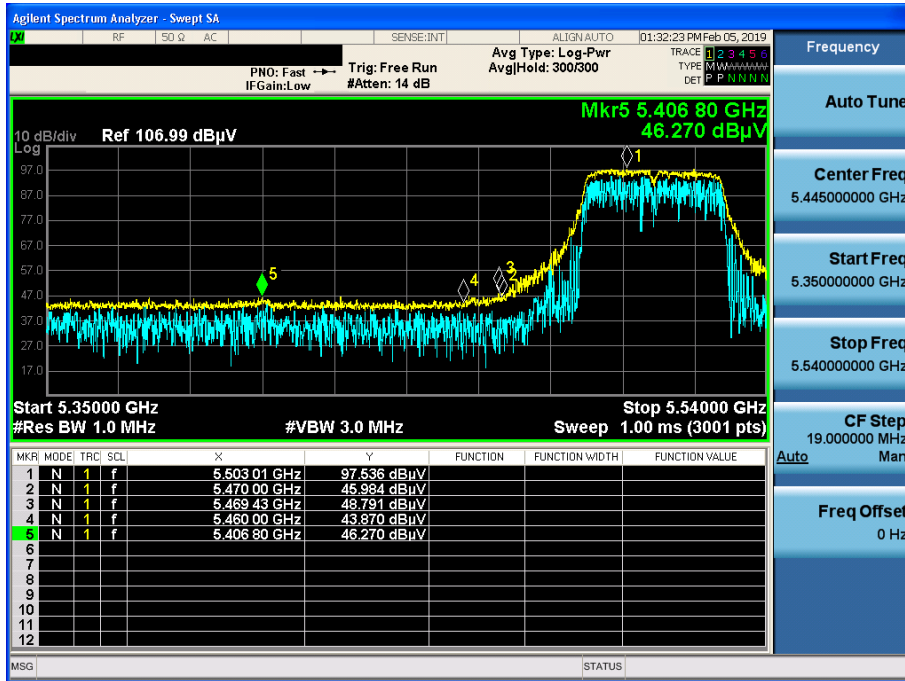 Agilent Spectrum Analyzer - Swept SA
LXI RF 50 Ω AC SENSE:INT ALIGN AUTO 01:32:23 PM Feb 05, 2019
PNO: Fast
IFGain:Low
Trig: Free Run
#Atten: 14 dB
Avg Type: Log-Pwr
Avg|Hold: 300/300
TRACE 1 2 3 4 5 6
TYPE M
DET P P N N N N
Mkr5 5.406 80 GHz
46.270 dBµV
10 dB/div Ref 106.99 dBµV
Log
97.0
87.0
77.0
67.0
57.0
47.0
37.0
27.0
17.0
1
5
4
3
2
Start 5.35000 GHz Stop 5.54000 GHz
#Res BW 1.0 MHz #VBW 3.0 MHz Sweep 1.00 ms (3001 pts)
MKR MODE TRC SCL X Y FUNCTION FUNCTION WIDTH FUNCTION VALUE
1 N 1 f 5.503 01 GHz 97.536 dBµV
2 N 1 f 5.470 00 GHz 45.984 dBµV
3 N 1 f 5.469 43 GHz 48.791 dBµV
4 N 1 f 5.460 00 GHz 43.870 dBµV
5 N 1 f 5.406 80 GHz 46.270 dBµV
6
7
8
9
10
11
12
MSG STATUS
Frequency
Auto Tune
Center Freq
5.445000000 GHz
Start Freq
5.350000000 GHz
Stop Freq
5.540000000 GHz
CF Step
19.000000 MHz
Auto Man
Freq Offset
0 Hz